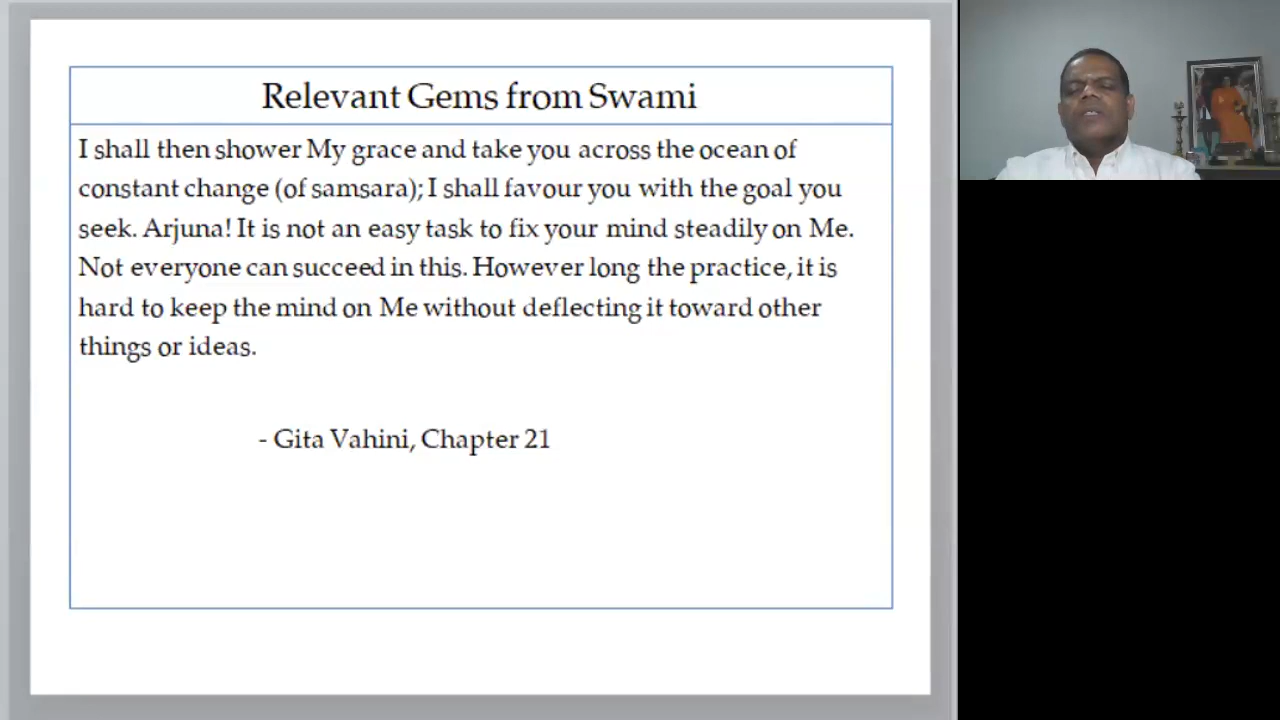 Relevant Gems from Swami
I shall then shower My grace and take you across the ocean of
constant change (of samsara); I shall favour you with the goal you
seek. Arjuna! It is not an easy task to fix your mind steadily on Me.
Not everyone can succeed in this. However long the practice, it is
hard to keep the mind on Me without deflecting it toward other
things or ideas.
- Gita Vahini, Chapter 21